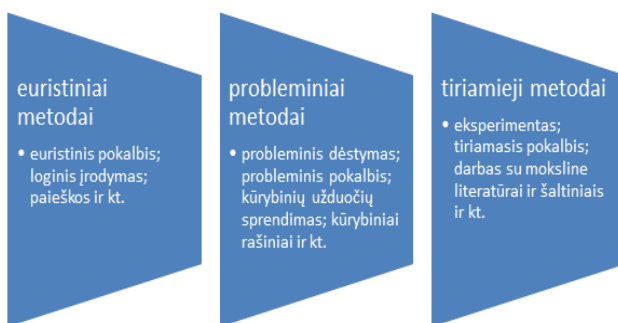 euristiniai
metodai
• euristinis pokalbis;
loginis įrodymas;
paieškos ir kt.
probleminiai
metodai
• probleminis dėstymas;
probleminis pokalbis;
kūrybinių užduočių
sprendimas; kūrybiniai
rašiniai ir kt.
tiriamieji metodai
• eksperimentas;
tiriamasis pokalbis;
darbas su moksline
literatūrai ir šaltiniais
ir kt.